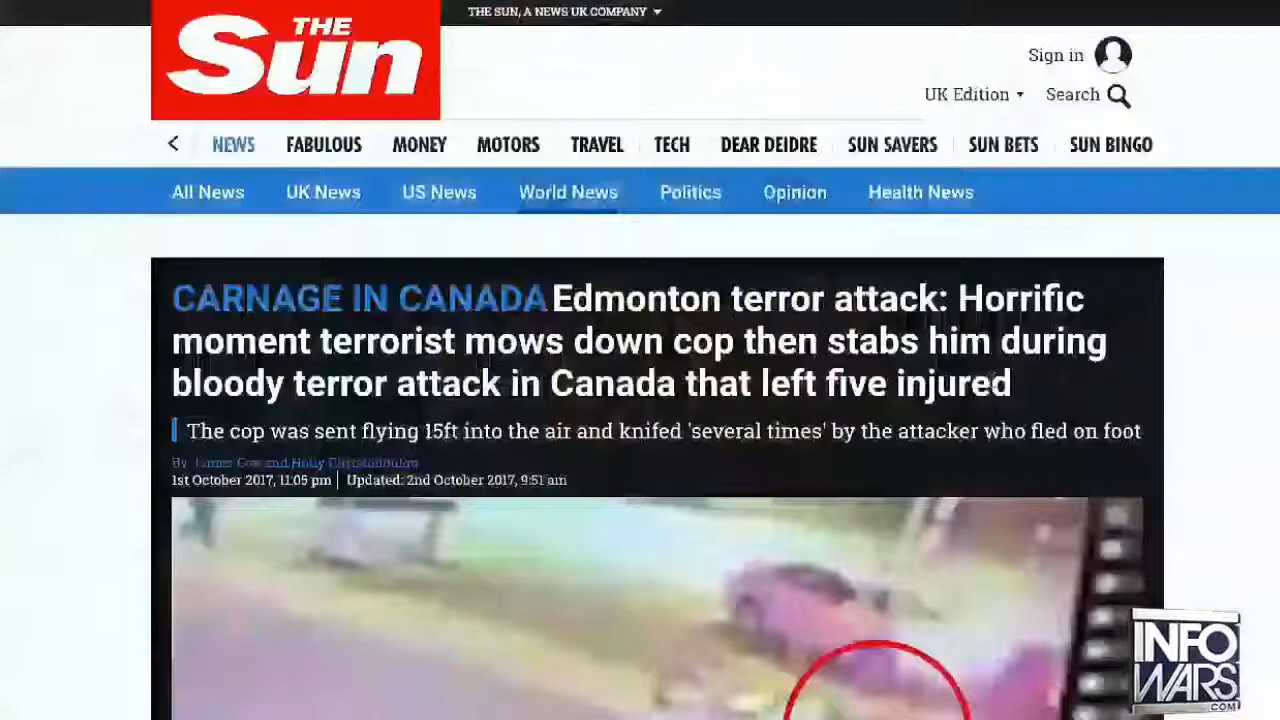 THE SUN, A NEWS UK COMPANY
THE
Sun
Sign in
UK Edition
Search
NEWS FABULOUS MONEY MOTORS TRAVEL TECH DEAR DEIDRE SUN SAVERS SUN BETS SUN BINGO
All News UK News US News World News Politics Opinion Health News
CARNAGE IN CANADA Edmonton terror attack: Horrific
moment terrorist mows down cop then stabs him during
bloody terror attack in Canada that left five injured
The cop was sent flying 15ft into the air and knifed 'several times' by the attacker who fled on foot
By and Holly
1st October 2017, 11:05 pm | Updated: 2nd October 2017, 9:51 am
INFO
WARS
.COM